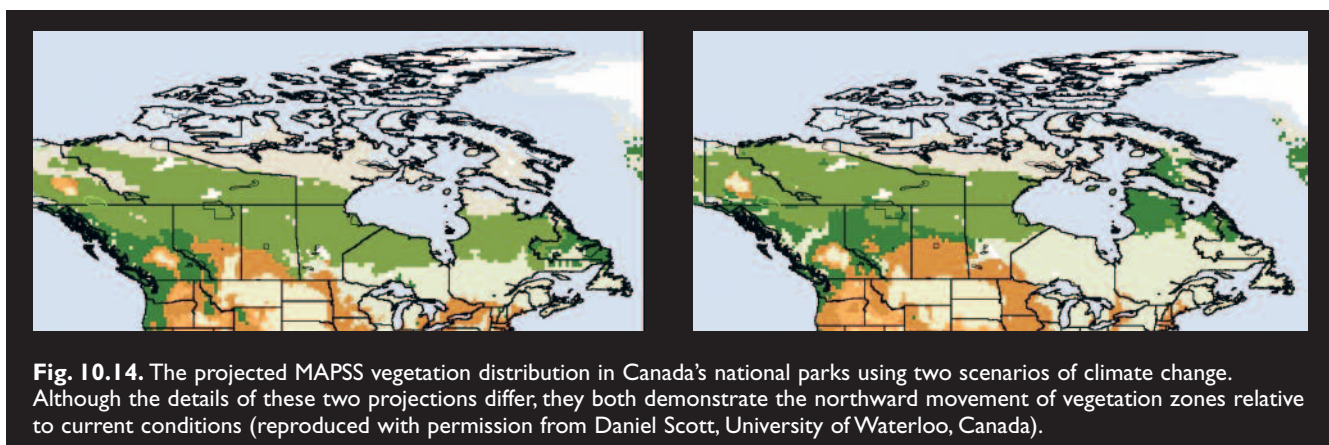 Fig. 10.14. The projected MAPSS vegetation distribution in Canada's national parks using two scenarios of climate change.
Although the details of these two projections differ, they both demonstrate the northward movement of vegetation zones relative
to current conditions (reproduced with permission from Daniel Scott, University of Waterloo, Canada).